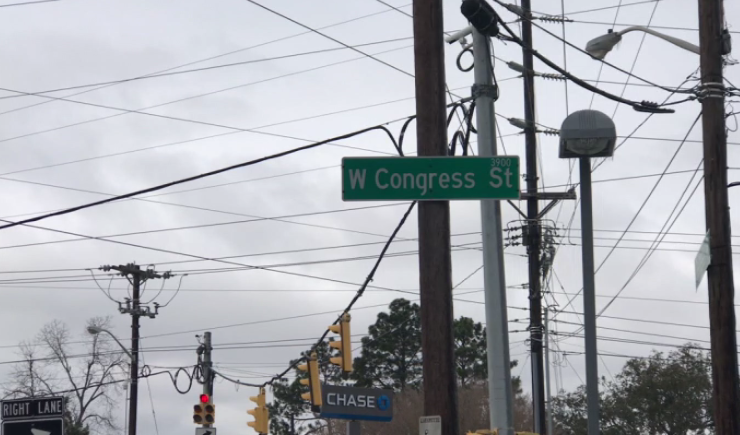 3900
W Congress St
CHASE
RIGHT LANE